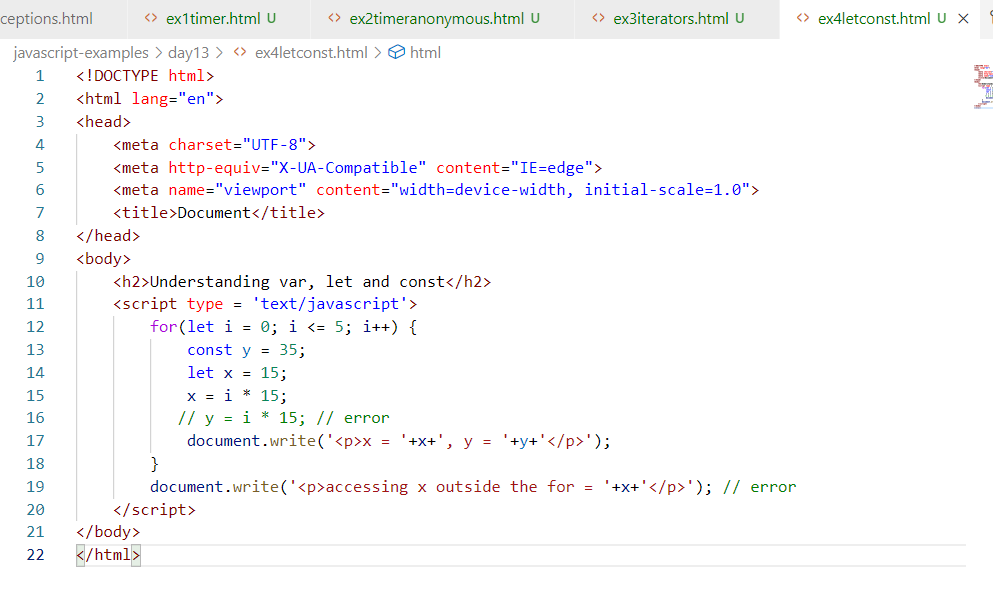 ceptions.html <> ex1timer.html U <> ex2timeranonymous.html U <> ex3iterators.html U <> ex4letconst.html U ×
javascript-examples > day13 > <> ex4letconst.html > html
1 <!DOCTYPE html>
2 <html lang="en">
3 <head>
4     <meta charset="UTF-8">
5     <meta http-equiv="X-UA-Compatible" content="IE=edge">
6     <meta name="viewport" content="width=device-width, initial-scale=1.0">
7     <title>Document</title>
8 </head>
9 <body>
10     <h2>Understanding var, let and const</h2>
11     <script type = 'text/javascript'>
12         for(let i = 0; i <= 5; i++) {
13             const y = 35;
14             let x = 15;
15             x = i * 15;
16            // y = i * 15; // error
17             document.write('<p>x = '+x+', y = '+y+'</p>');
18         }
19         document.write('<p>accessing x outside the for = '+x+'</p>'); // error
20     </script>
21 </body>
22 </html>